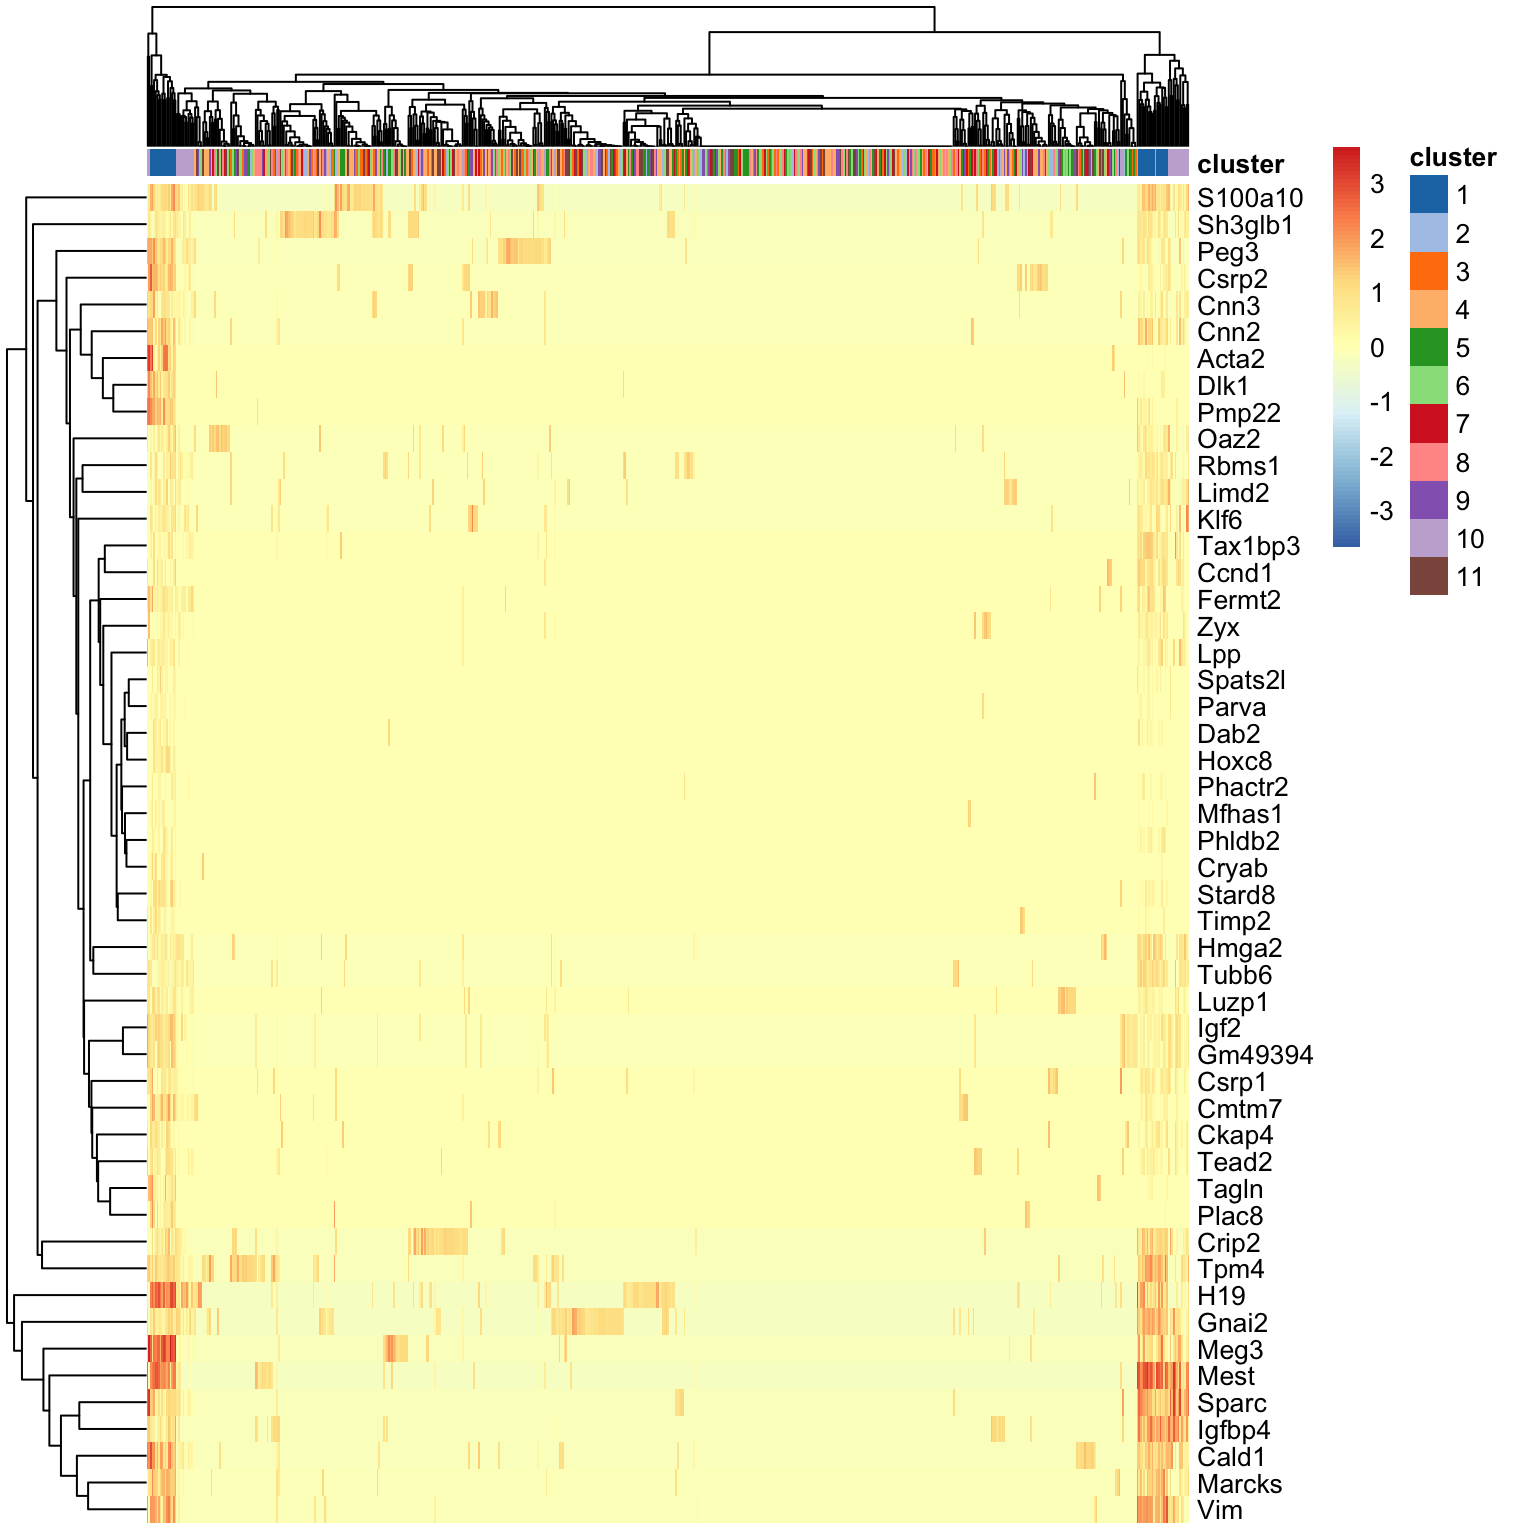 cluster
S100a10
Sh3glb1
Peg3
Csrp2
Cnn3
Cnn2
Acta2
Dlk1
Pmp22
Oaz2
Rbms1
Limd2
Klf6
Tax1bp3
Ccnd1
Fermt2
Zyx
Lpp
Spats2l
Parva
Dab2
Hoxc8
Phactr2
Mfhas1
Phldb2
Cryab
Stard8
Timp2
Hmga2
Tubb6
Luzp1
Igf2
Gm49394
Csrp1
Cmtm7
Ckap4
Tead2
Tagln
Plac8
Crip2
Tpm4
H19
Gnai2
Meg3
Mest
Sparc
Igfbp4
Cald1
Marcks
Vim
3
2
1
0
-1
-2
-3
cluster
1
2
3
4
5
6
7
8
9
10
11